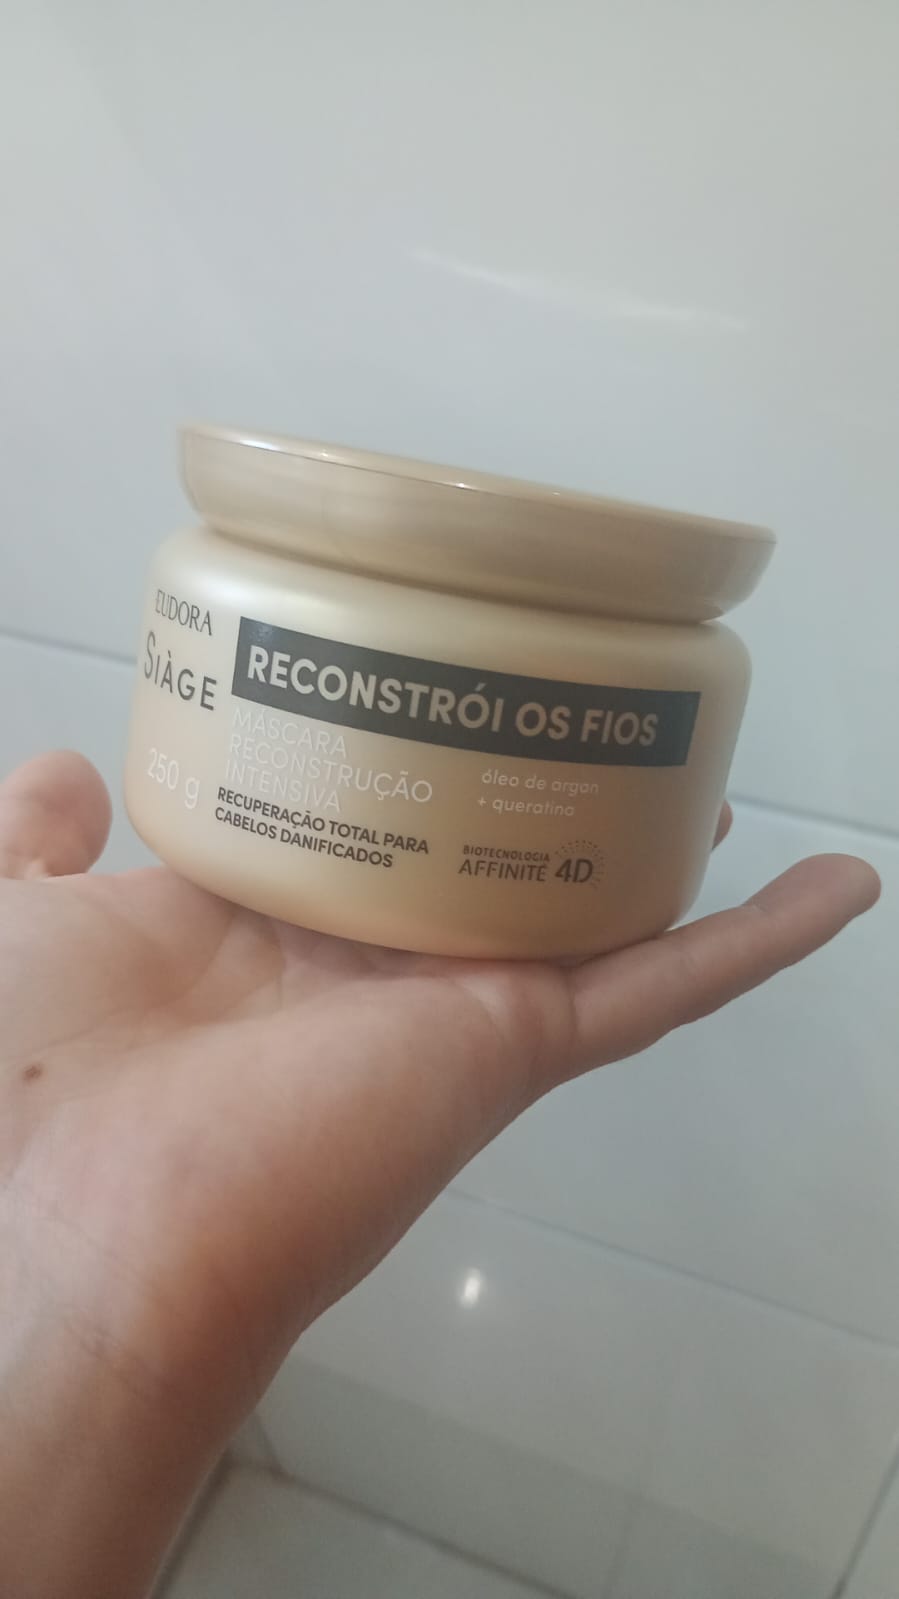 EUDORA
SIÀGE
250 g
RECONSTRÓI OS FIOS
MÁSCARA
RECONSTRUÇÃO
INTENSIVA
RECUPERAÇÃO TOTAL PARA
CABELOS DANIFICADOS
óleo de argan
+ queratina
BIOTECNOLOGIA
AFFINITÉ 4D